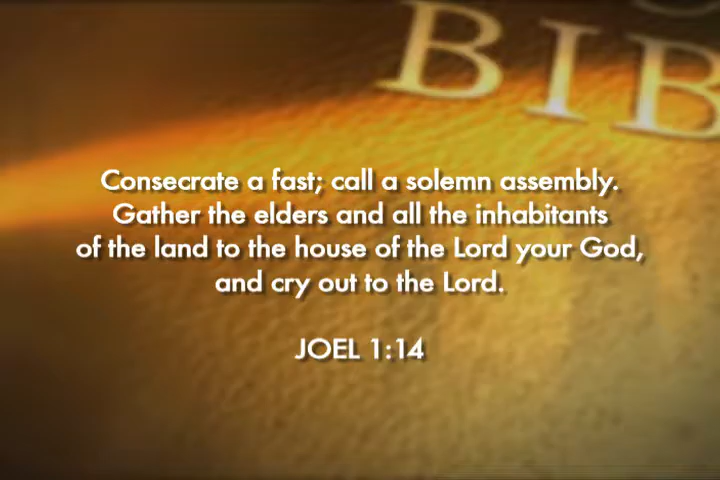 BIB
Consecrate a fast; call a solemn assembly.
Gather the elders and all the inhabitants
of the land to the house of the Lord your God,
and cry out to the Lord.
JOEL 1:14